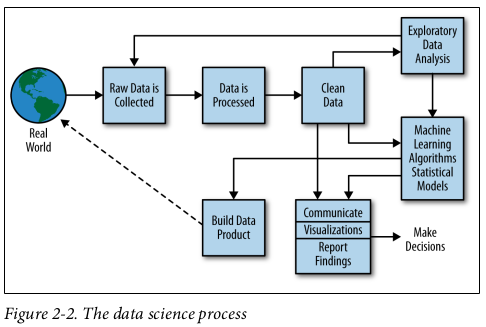 Exploratory
Data
Analysis
Raw Data is
Collected
Data is
Processed
Clean
Data
Real
World
Machine
Learning
Algorithms
Statistical
Models
Build Data
Product
Communicate
Visualizations
Report
Findings
Make
Decisions
Figure 2-2. The data science process